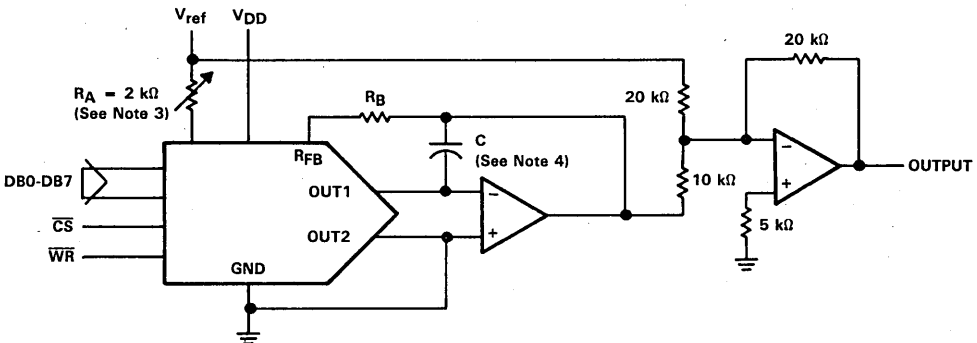 Vref
VDD
20 kΩ
RA = 2 kΩ
(See Note 3)
RB
20 kΩ
C
(See Note 4)
RFB
DB0-DB7
OUT1
10 kΩ
OUTPUT
CS
OUT2
5 kΩ
WR
GND
−
+
−
+